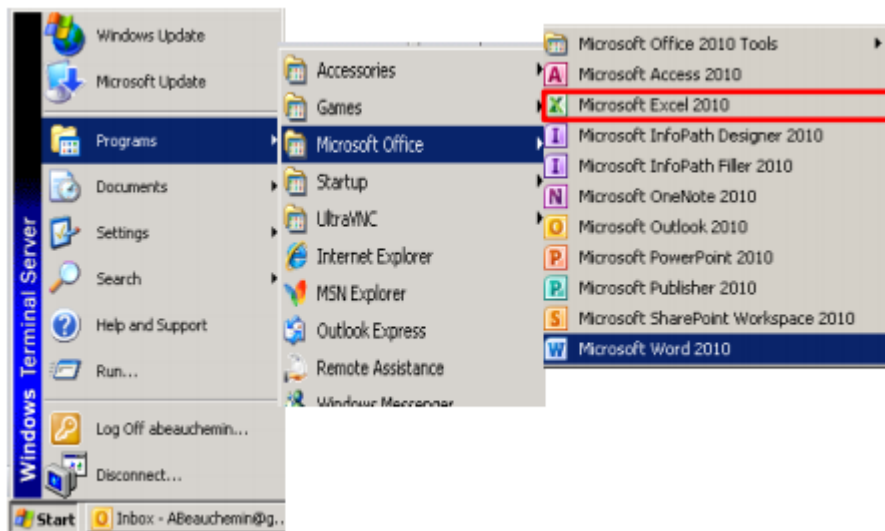 Windows Update
Microsoft Update
Programs
Documents
Settings
Search
Help and Support
Run...
Log Off abeauchemin...
Disconnect...
Windows Terminal Server
Start
Inbox - ABeauchemin@g..
Accessories
Games
Microsoft Office
Startup
UltraVNC
Internet Explorer
MSN Explorer
Outlook Express
Remote Assistance
Windows Messenger
Microsoft Office 2010 Tools
Microsoft Access 2010
Microsoft Excel 2010
Microsoft InfoPath Designer 2010
Microsoft InfoPath Filler 2010
Microsoft OneNote 2010
Microsoft Outlook 2010
Microsoft PowerPoint 2010
Microsoft Publisher 2010
Microsoft SharePoint Workspace 2010
Microsoft Word 2010